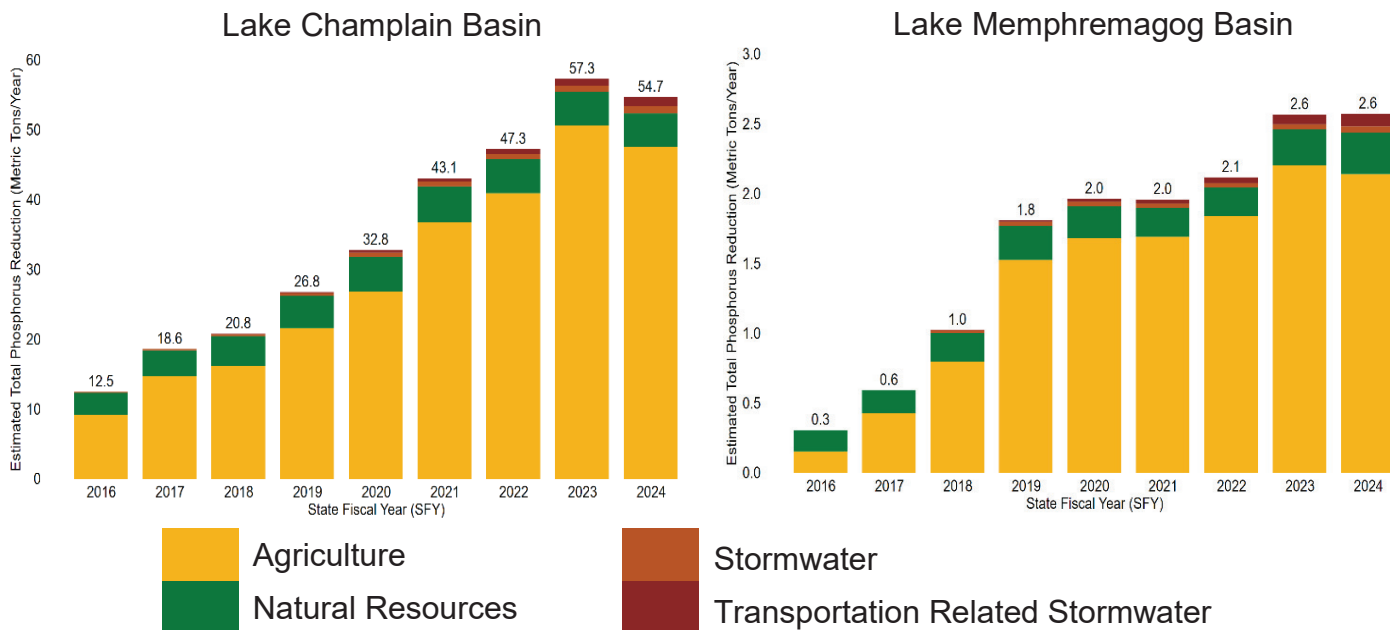 Lake Champlain Basin
Estimated Total Phosphorus Reduction (Metric Tons/Year)
60
50
40
30
20
10
0
12.5
18.6
20.8
26.8
32.8
43.1
47.3
57.3
54.7
2016 2017 2018 2019 2020 2021 2022 2023 2024
State Fiscal Year (SFY)
Lake Memphremagog Basin
Estimated Total Phosphorus Reduction (Metric Tons/Year)
3.0
2.5
2.0
1.5
1.0
0.5
0.0
0.3
0.6
1.0
1.8
2.0
2.0
2.1
2.6
2.6
2016 2017 2018 2019 2020 2021 2022 2023 2024
State Fiscal Year (SFY)
Agriculture
Natural Resources
Stormwater
Transportation Related Stormwater